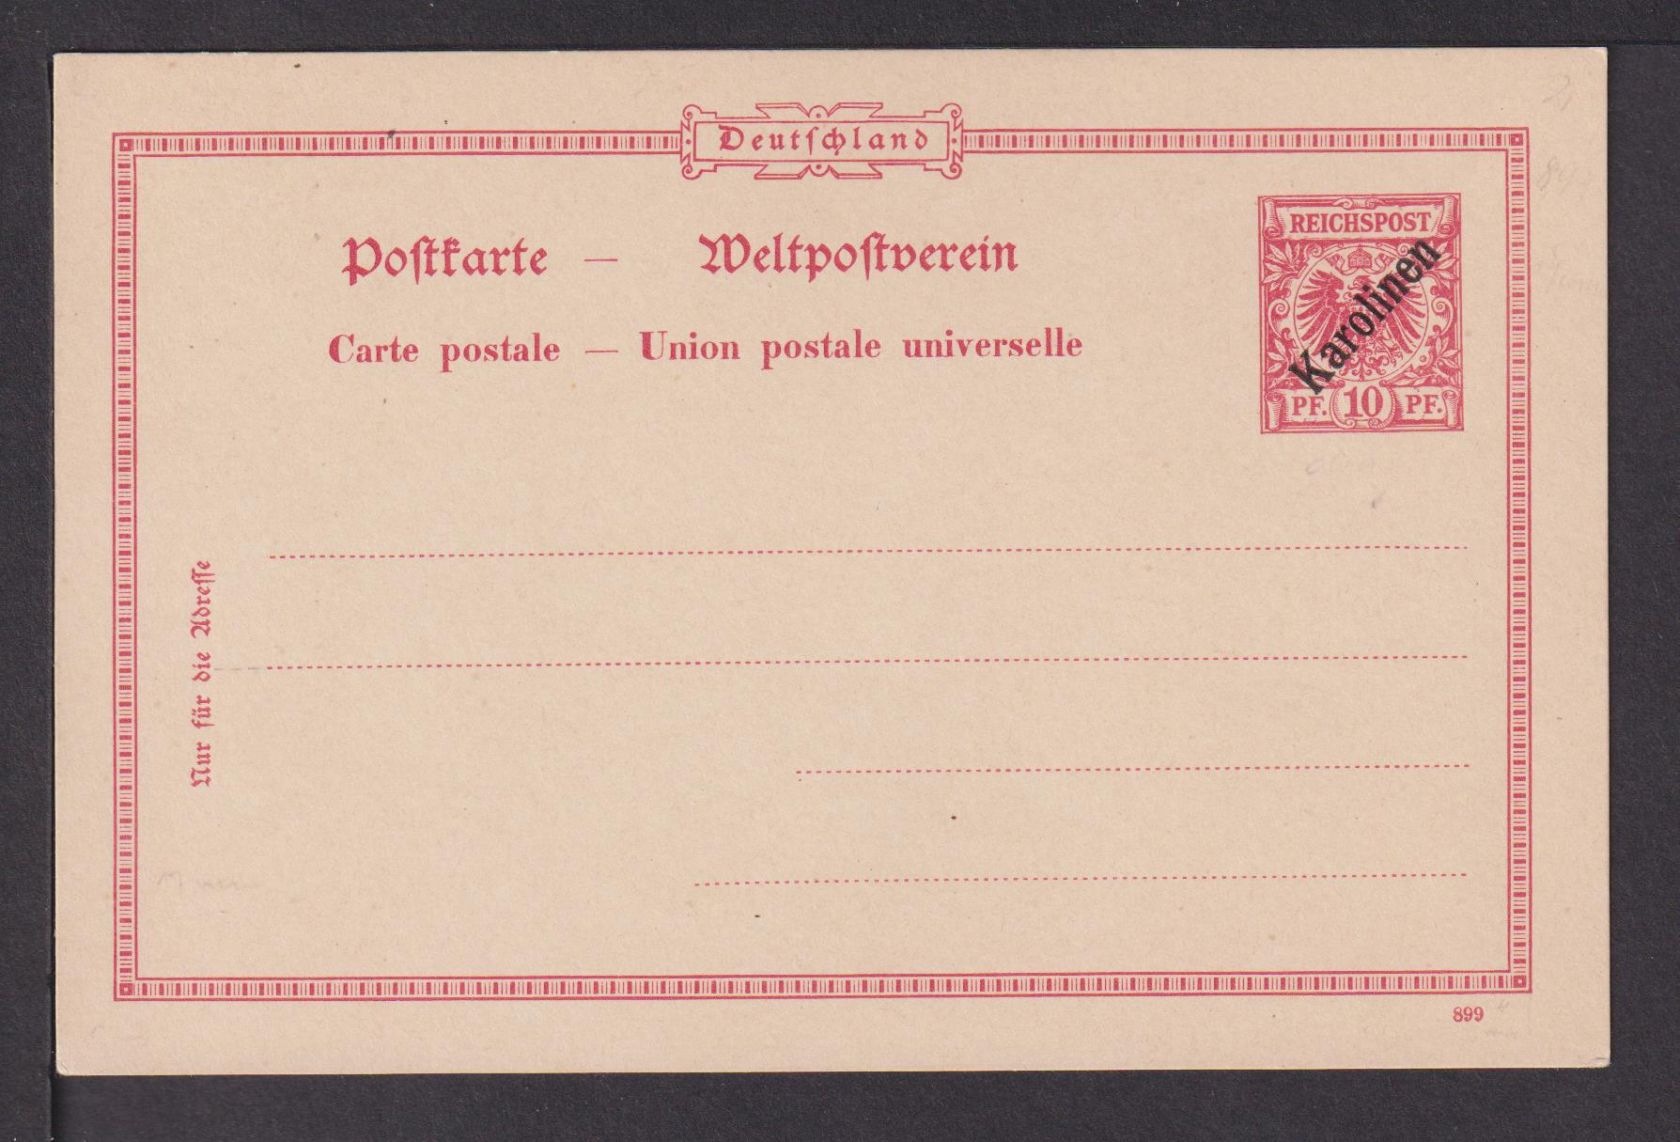 Deutſchland
Poſtkarte — Weltpoſtverein
Carte postale — Union postale universelle
REICHSPOST
Karolinen
PF. 10 PF.
Nur für die Adreſſe
899